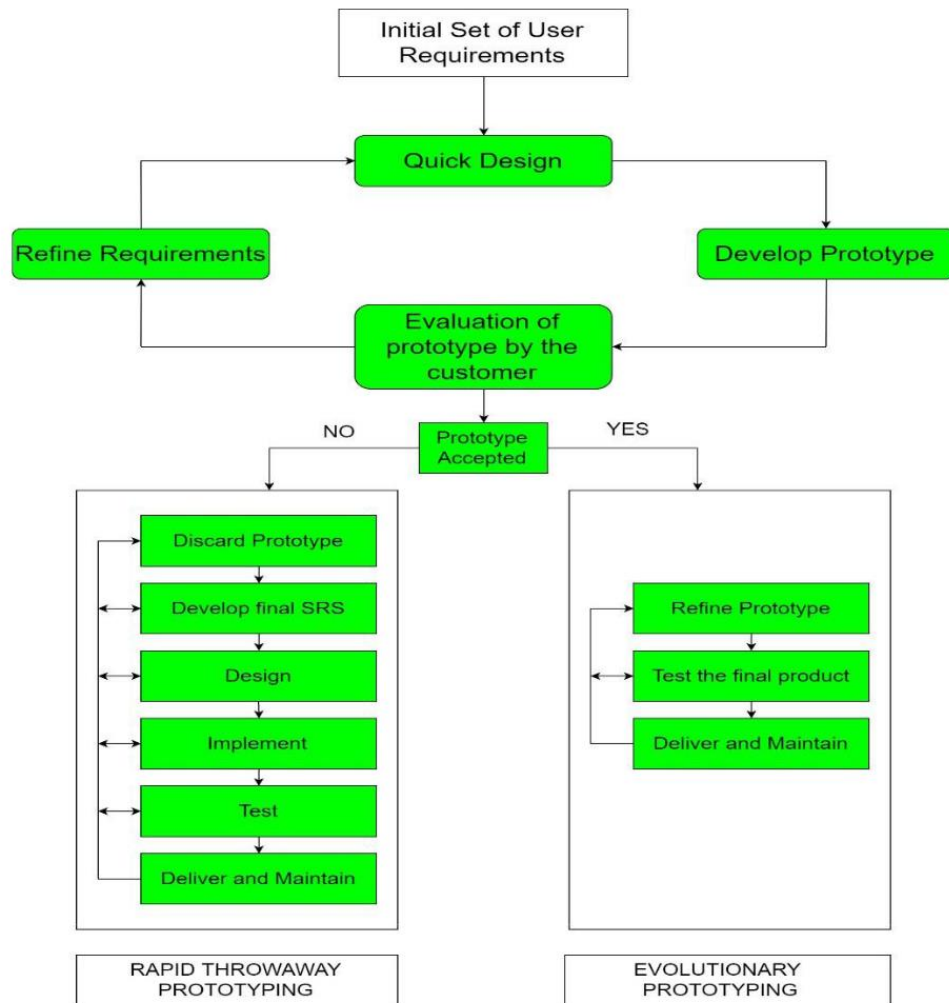 Initial Set of User
Requirements
Quick Design
Refine Requirements
Develop Prototype
Evaluation of
prototype by the
customer
NO
Prototype
Accepted
YES
Discard Prototype
Develop final SRS
Design
Implement
Test
Deliver and Maintain
Refine Prototype
Test the final product
Deliver and Maintain
RAPID THROWAWAY
PROTOTYPING
EVOLUTIONARY
PROTOTYPING